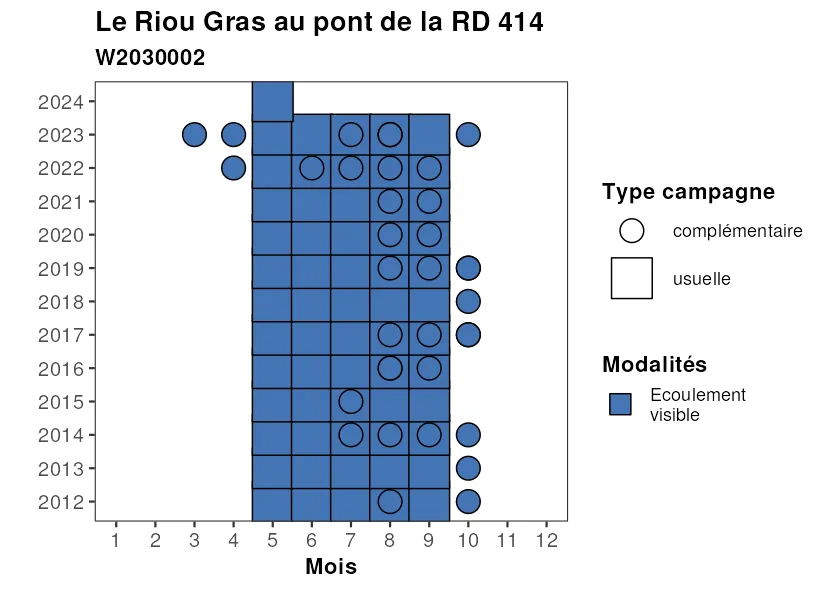 Le Riou Gras au pont de la RD 414
W2030002
2024
2023
2022
2021
2020
2019
2018
2017
2016
2015
2014
2013
2012
1 2 3 4 5 6 7 8 9 10 11 12
Mois
Type campagne
complémentaire
usuelle
Modalités
Ecoulement
visible